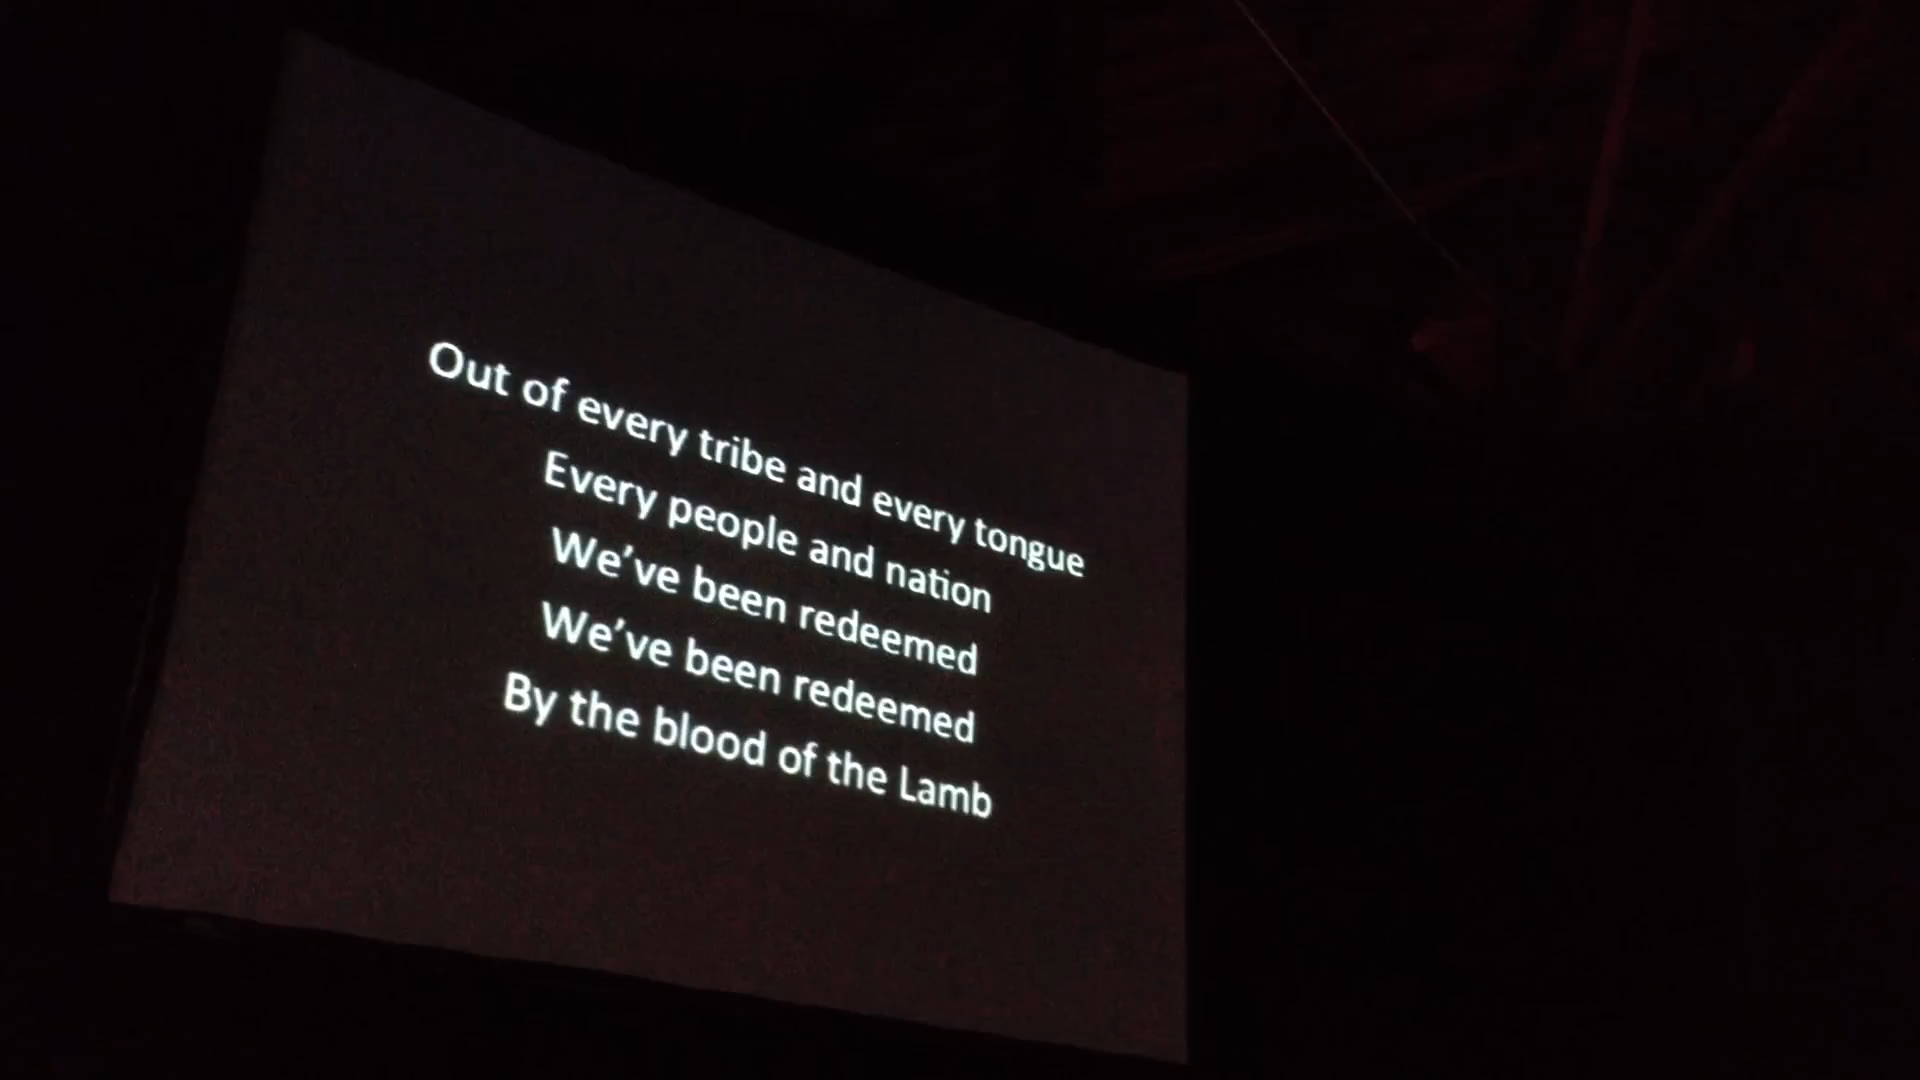 Out of every tribe and every tongue
Every people and nation
We’ve been redeemed
We’ve been redeemed
By the blood of the Lamb